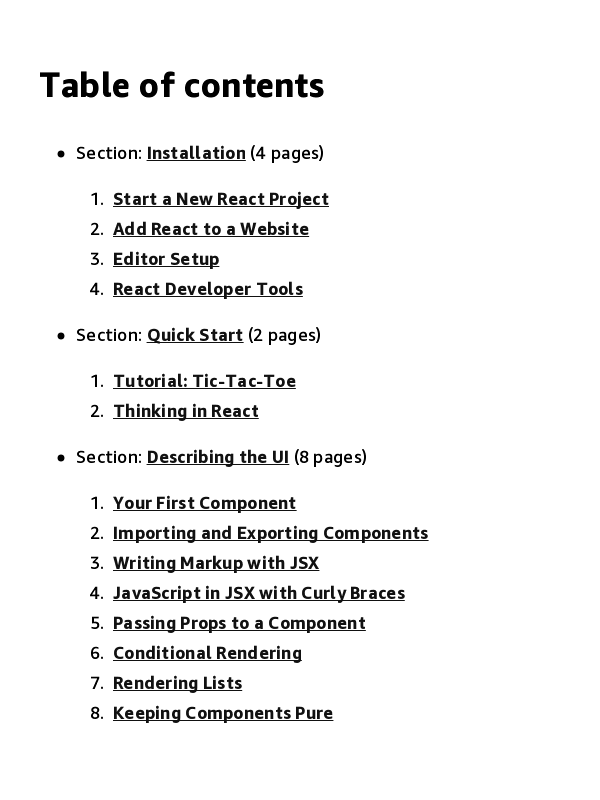 Table of contents
• Section: Installation (4 pages)
1. Start a New React Project
2. Add React to a Website
3. Editor Setup
4. React Developer Tools
• Section: Quick Start (2 pages)
1. Tutorial: Tic-Tac-Toe
2. Thinking in React
• Section: Describing the UI (8 pages)
1. Your First Component
2. Importing and Exporting Components
3. Writing Markup with JSX
4. JavaScript in JSX with Curly Braces
5. Passing Props to a Component
6. Conditional Rendering
7. Rendering Lists
8. Keeping Components Pure